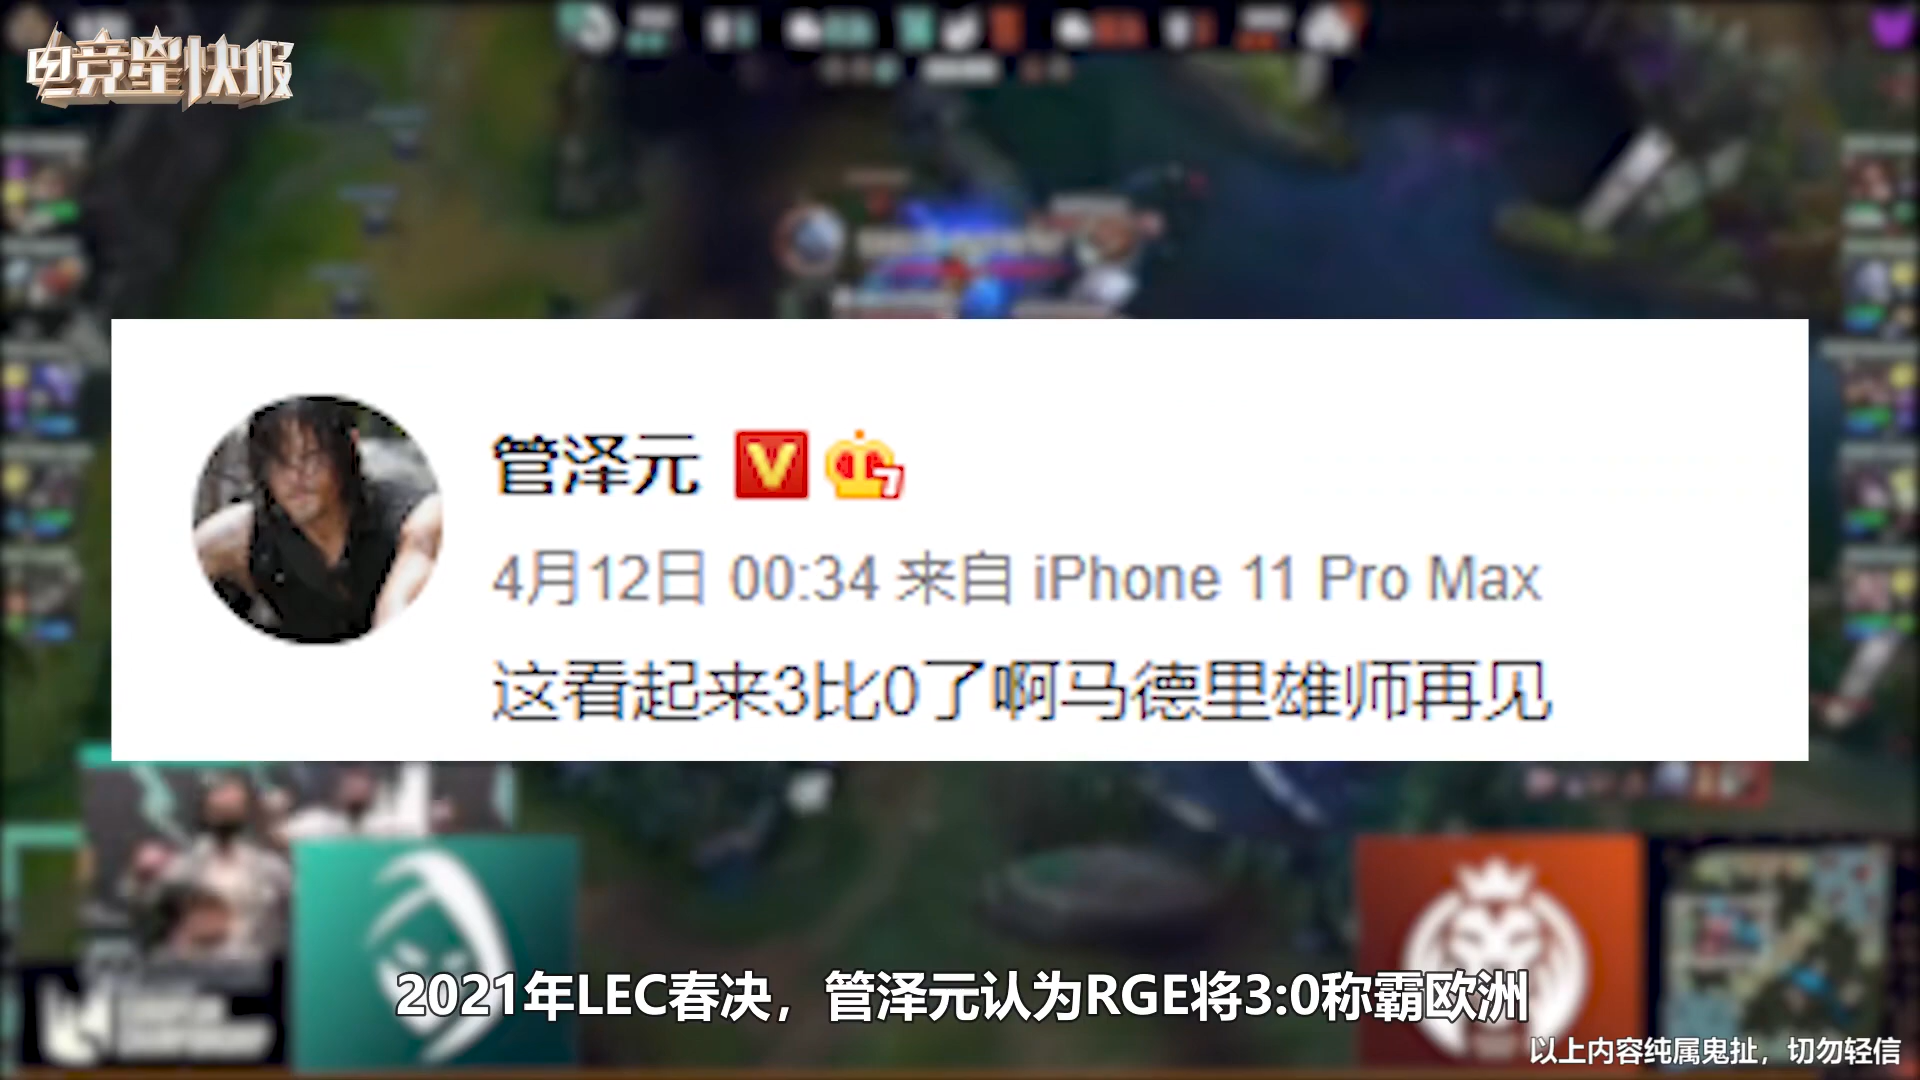 电竞星快报
管泽元
4月12日 00:34 来自 iPhone 11 Pro Max
这看起来3比0了啊马德里雄师再见
2021年LEC春决，管泽元认为RGE将3:0称霸欧洲
以上内容纯属鬼扯，切勿轻信